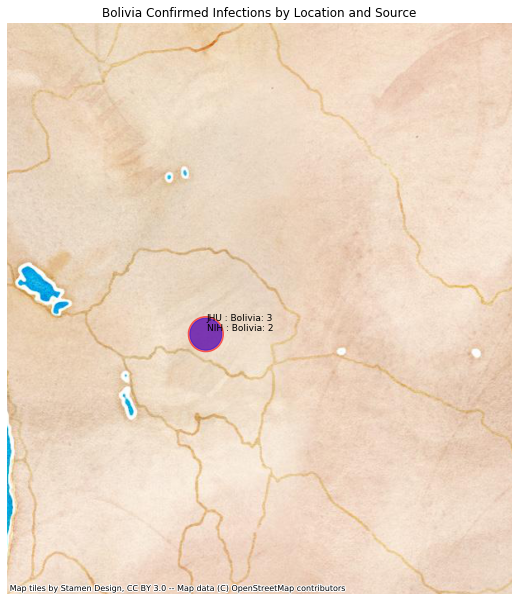 Bolivia Confirmed Infections by Location and Source
JHU : Bolivia: 3
NIH : Bolivia: 2
Map tiles by Stamen Design, CC BY 3.0 -- Map data (C) OpenStreetMap contributors